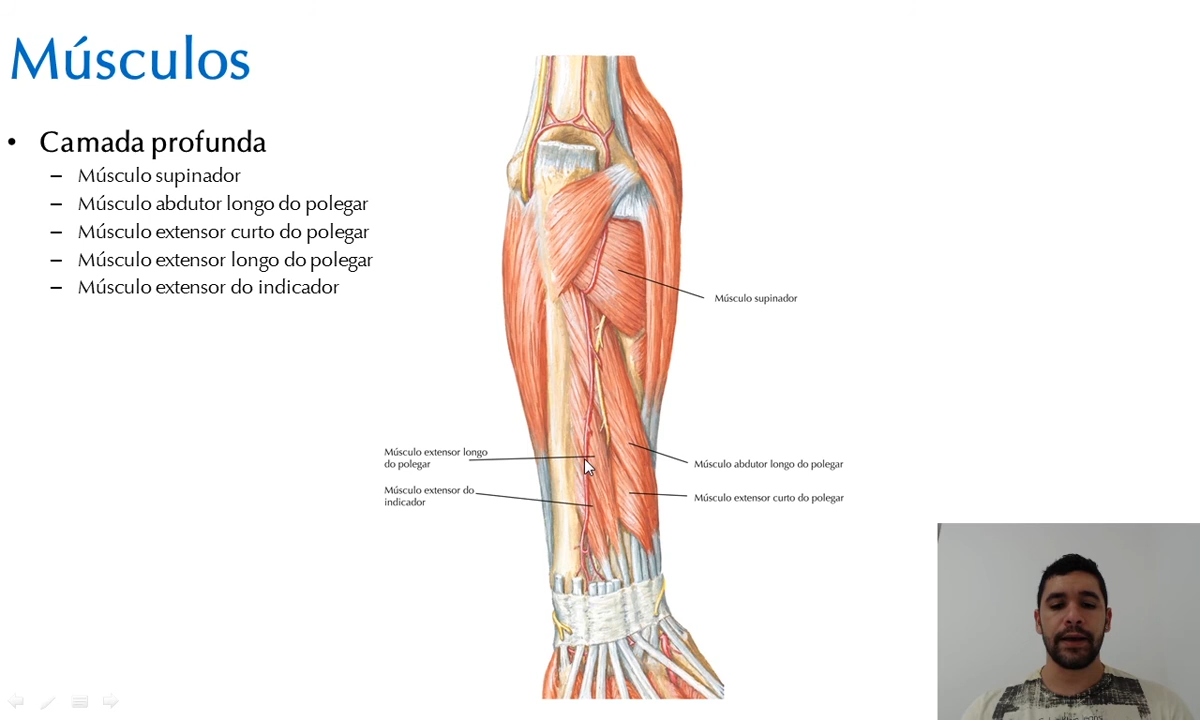 Músculos
• Camada profunda
– Músculo supinador
– Músculo abdutor longo do polegar
– Músculo extensor curto do polegar
– Músculo extensor longo do polegar
– Músculo extensor do indicador
Músculo supinador
Músculo extensor longo
do polegar
Músculo abdutor longo do polegar
Músculo extensor do
indicador
Músculo extensor curto do polegar